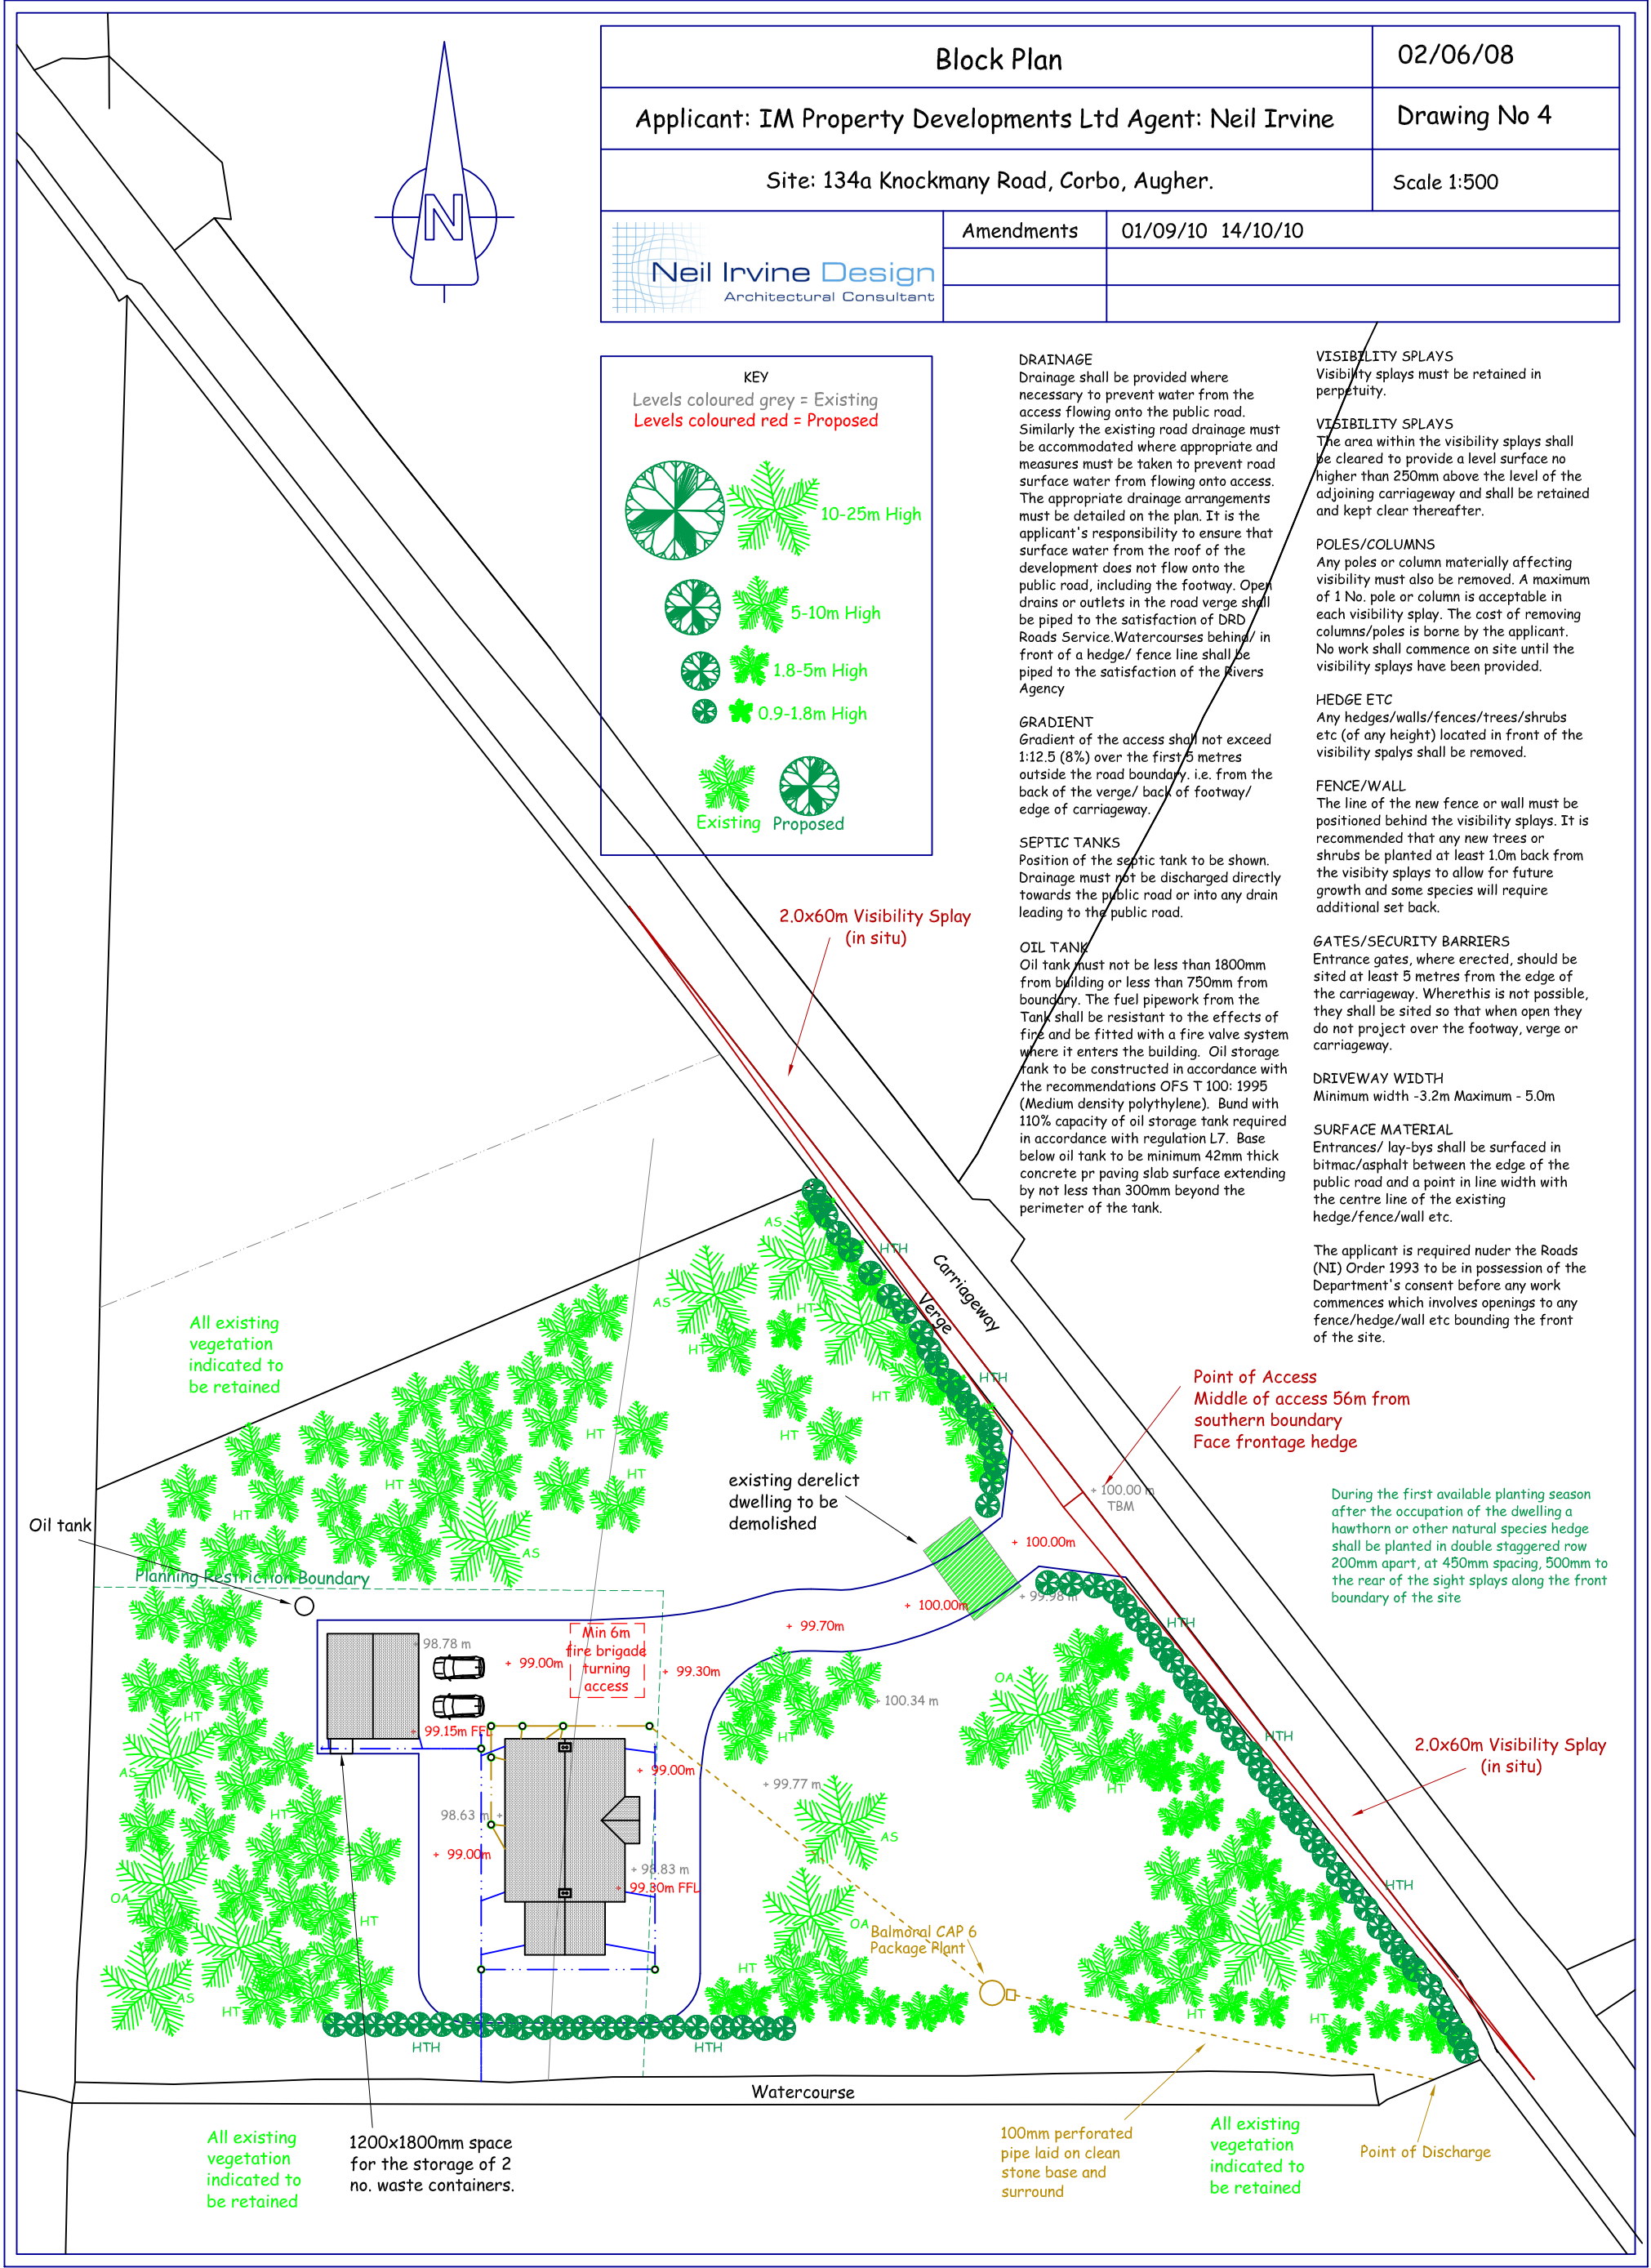 Block Plan
02/06/08
Applicant: IM Property Developments Ltd Agent: Neil Irvine
Drawing No 4
Site: 134a Knockmany Road, Corbo, Augher.
Scale 1:500
Amendments
01/09/10 14/10/10
Neil Irvine Design
Architectural Consultant
N
KEY
Levels coloured grey = Existing
Levels coloured red = Proposed
10-25m High
5-10m High
1.8-5m High
0.9-1.8m High
Existing
Proposed
DRAINAGE
Drainage shall be provided where
necessary to prevent water from the
access flowing onto the public road.
Similarly the existing road drainage must
be accommodated where appropriate and
measures must be taken to prevent road
surface water from flowing onto access.
The appropriate drainage arrangements
must be detailed on the plan. It is the
applicant's responsibility to ensure that
surface water from the roof of the
development does not flow onto the
public road, including the footway. Open
drains or outlets in the road verge shall
be piped to the satisfaction of DRD
Roads Service.Watercourses behind/ in
front of a hedge/ fence line shall be
piped to the satisfaction of the Rivers
Agency
GRADIENT
Gradient of the access shall not exceed
1:12.5 (8%) over the first 5 metres
outside the road boundary. i.e. from the
back of the verge/ back of footway/
edge of carriageway.
SEPTIC TANKS
Position of the septic tank to be shown.
Drainage must not be discharged directly
towards the public road or into any drain
leading to the public road.
OIL TANK
Oil tank must not be less than 1800mm
from building or less than 750mm from
boundary. The fuel pipework from the
Tank shall be resistant to the effects of
fire and be fitted with a fire valve system
where it enters the building. Oil storage
tank to be constructed in accordance with
the recommendations OFS T 100: 1995
(Medium density polythylene). Bund with
110% capacity of oil storage tank required
in accordance with regulation L7. Base
below oil tank to be minimum 42mm thick
concrete pr paving slab surface extending
by not less than 300mm beyond the
perimeter of the tank.
VISIBILITY SPLAYS
Visibility splays must be retained in
perpetuity.
VISIBILITY SPLAYS
The area within the visibility splays shall
be cleared to provide a level surface no
higher than 250mm above the level of the
adjoining carriageway and shall be retained
and kept clear thereafter.
POLES/COLUMNS
Any poles or column materially affecting
visibility must also be removed. A maximum
of 1 No. pole or column is acceptable in
each visibility splay. The cost of removing
columns/poles is borne by the applicant.
No work shall commence on site until the
visibility splays have been provided.
HEDGE ETC
Any hedges/walls/fences/trees/shrubs
etc (of any height) located in front of the
visibility spalys shall be removed.
FENCE/WALL
The line of the new fence or wall must be
positioned behind the visibility splays. It is
recommended that any new trees or
shrubs be planted at least 1.0m back from
the visibity splays to allow for future
growth and some species will require
additional set back.
GATES/SECURITY BARRIERS
Entrance gates, where erected, should be
sited at least 5 metres from the edge of
the carriageway. Wherethis is not possible,
they shall be sited so that when open they
do not project over the footway, verge or
carriageway.
DRIVEWAY WIDTH
Minimum width -3.2m Maximum - 5.0m
SURFACE MATERIAL
Entrances/ lay-bys shall be surfaced in
bitmac/asphalt between the edge of the
public road and a point in line width with
the centre line of the existing
hedge/fence/wall etc.
The applicant is required nuder the Roads
(NI) Order 1993 to be in possession of the
Department's consent before any work
commences which involves openings to any
fence/hedge/wall etc bounding the front
of the site.
2.0x60m Visibility Splay
(in situ)
AS
HTH
Carriageway
Verge
AS
HT
HT
HTH
HT
HT
HT
HT
HT
HT
AS
All existing
vegetation
indicated to
be retained
Point of Access
Middle of access 56m from
southern boundary
Face frontage hedge
+ 100.00 m
TBM
existing derelict
dwelling to be
demolished
During the first available planting season
after the occupation of the dwelling a
hawthorn or other natural species hedge
shall be planted in double staggered row
200mm apart, at 450mm spacing, 500mm to
the rear of the sight splays along the front
boundary of the site
Oil tank
Planning Restriction Boundary
+ 100.00m
+ 99.98 m
+ 100.00m
+ 99.70m
HTH
Min 6m
fire brigade
turning
access
+ 98.78 m
+ 99.00m
+ 99.30m
+ 100.34 m
OA
HT
+ 99.15m FFL
HT
HTH
2.0x60m Visibility Splay
(in situ)
AS
+ 99.00m
+ 99.77 m
HT
HT
98.63 m +
AS
+ 99.00m
+ 98.83 m
+ 99.30m FFL
HTH
OA
HT
OA
Balmoral CAP 6
Package Plant
HT
AS
HT
HT
HT
HTH
HTH
Watercourse
All existing
vegetation
indicated to
be retained
1200x1800mm space
for the storage of 2
no. waste containers.
100mm perforated
pipe laid on clean
stone base and
surround
All existing
vegetation
indicated to
be retained
Point of Discharge